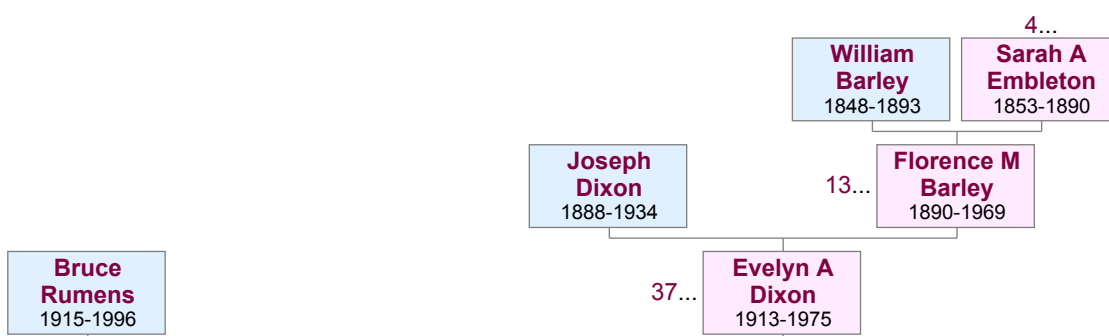 4...
William
Barley
1848-1893
Sarah A
Embleton
1853-1890
Joseph
Dixon
1888-1934
13...
Florence M
Barley
1890-1969
Bruce
Rumens
1915-1996
37...
Evelyn A
Dixon
1913-1975